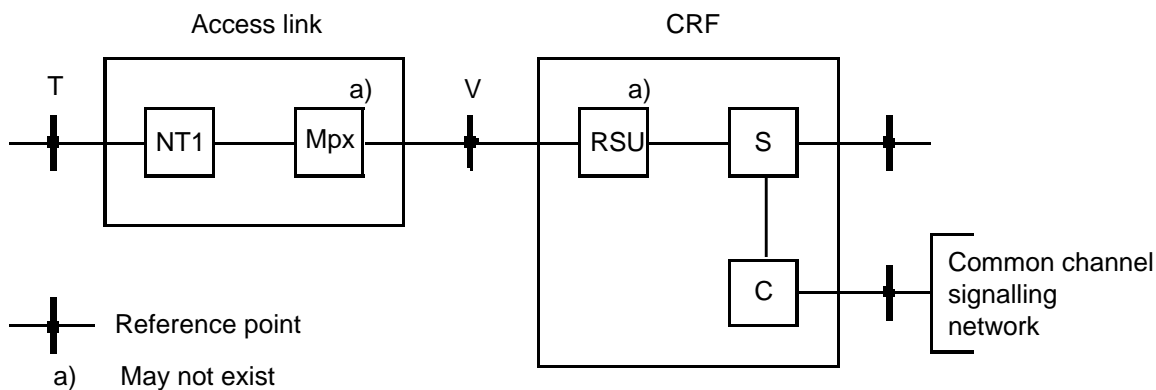 Access link
CRF
T
a)
V
a)
NT1
Mpx
RSU
S
C
Common channel
signalling
network
Reference point
a) May not exist